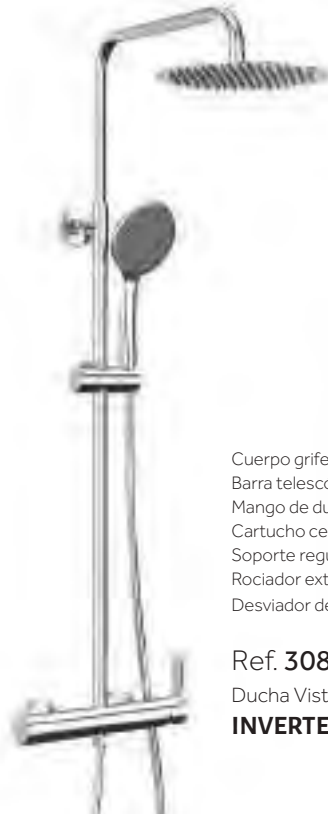 Cuerpo grife
Barra telesco
Mango de du
Cartucho ce
Soporte regu
Rociador ext
Desviador de
Ref. 308
Ducha Vist
INVERTE